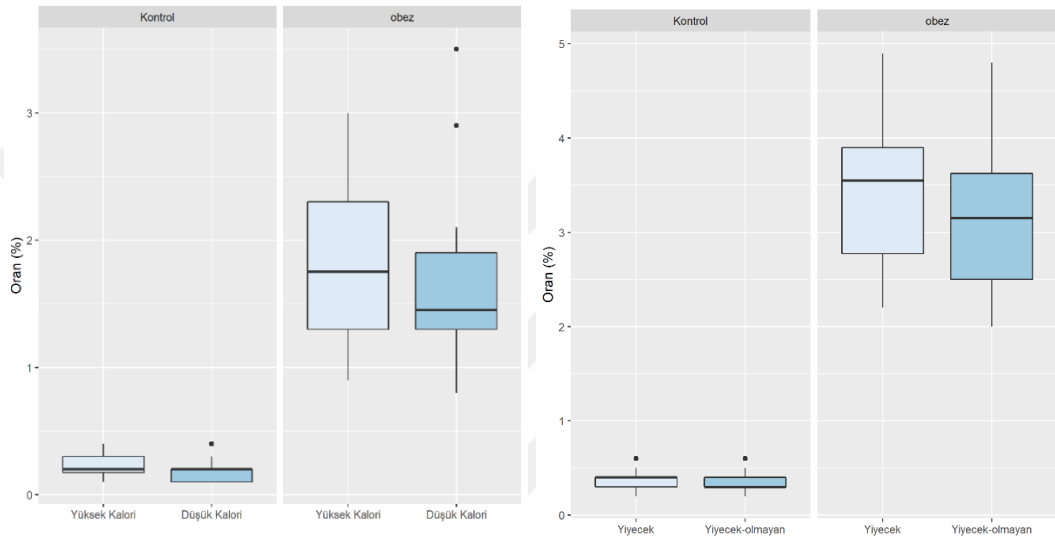 Kontrol
obez
Oran (%)
3
2
1
0
Yüksek Kalori
Düşük Kalori
Yüksek Kalori
Düşük Kalori
Kontrol
obez
Oran (%)
5
4
3
2
1
0
Yiyecek
Yiyecek-olmayan
Yiyecek
Yiyecek-olmayan